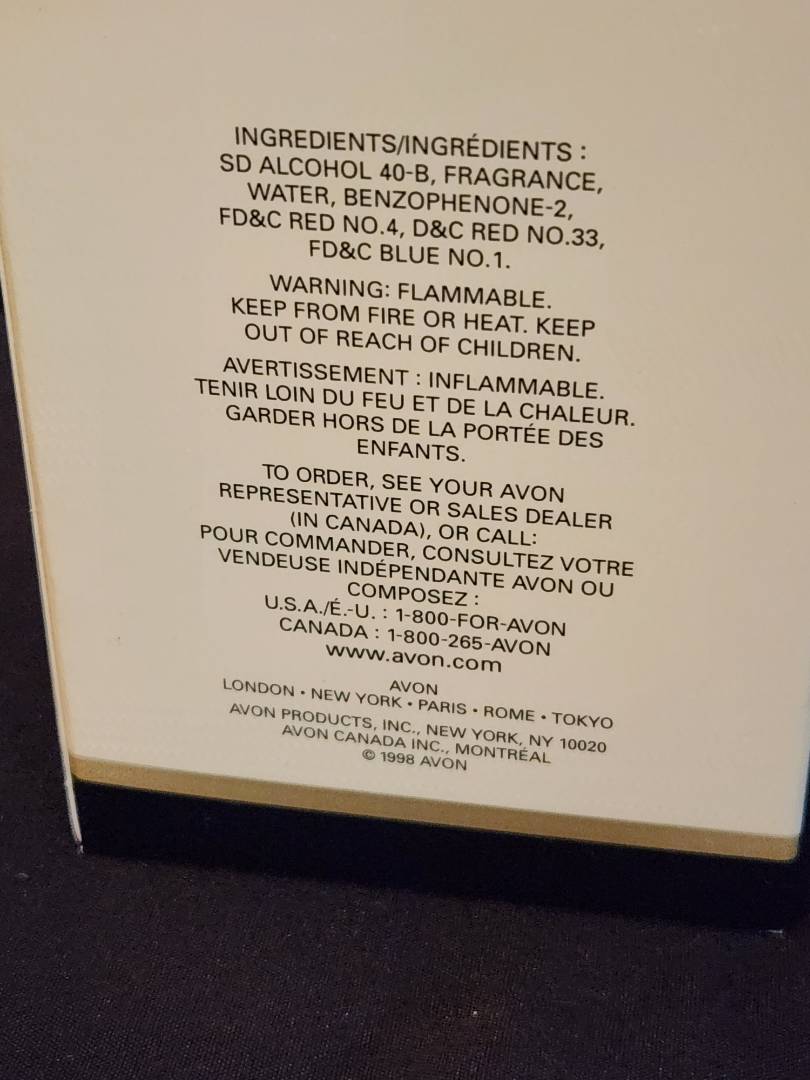 INGREDIENTS/INGRÉDIENTS :
SD ALCOHOL 40-B, FRAGRANCE,
WATER, BENZOPHENONE-2,
FD&C RED NO.4, D&C RED NO.33,
FD&C BLUE NO.1.
WARNING: FLAMMABLE.
KEEP FROM FIRE OR HEAT. KEEP
OUT OF REACH OF CHILDREN.
AVERTISSEMENT : INFLAMMABLE.
TENIR LOIN DU FEU ET DE LA CHALEUR.
GARDER HORS DE LA PORTÉE DES
ENFANTS.
TO ORDER, SEE YOUR AVON
REPRESENTATIVE OR SALES DEALER
(IN CANADA), OR CALL:
POUR COMMANDER, CONSULTEZ VOTRE
VENDEUSE INDÉPENDANTE AVON OU
COMPOSEZ :
U.S.A./É.-U. : 1-800-FOR-AVON
CANADA : 1-800-265-AVON
www.avon.com
AVON
LONDON • NEW YORK • PARIS • ROME • TOKYO
AVON PRODUCTS, INC., NEW YORK, NY 10020
AVON CANADA INC., MONTRÉAL
© 1998 AVON